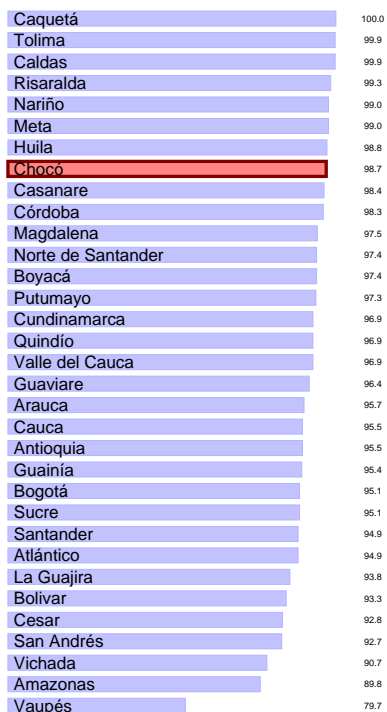 Caquetá 100.0
Tolima 99.9
Caldas 99.9
Risaralda 99.3
Nariño 99.0
Meta 99.0
Huila 98.8
Chocó 98.7
Casanare 98.4
Córdoba 98.3
Magdalena 97.5
Norte de Santander 97.4
Boyacá 97.4
Putumayo 97.3
Cundinamarca 96.9
Quindío 96.9
Valle del Cauca 96.9
Guaviare 96.4
Arauca 95.7
Cauca 95.5
Antioquia 95.5
Guainía 95.4
Bogotá 95.1
Sucre 95.1
Santander 94.9
Atlántico 94.9
La Guajira 93.8
Bolivar 93.3
Cesar 92.8
San Andrés 92.7
Vichada 90.7
Amazonas 89.8
Vaupés 79.7